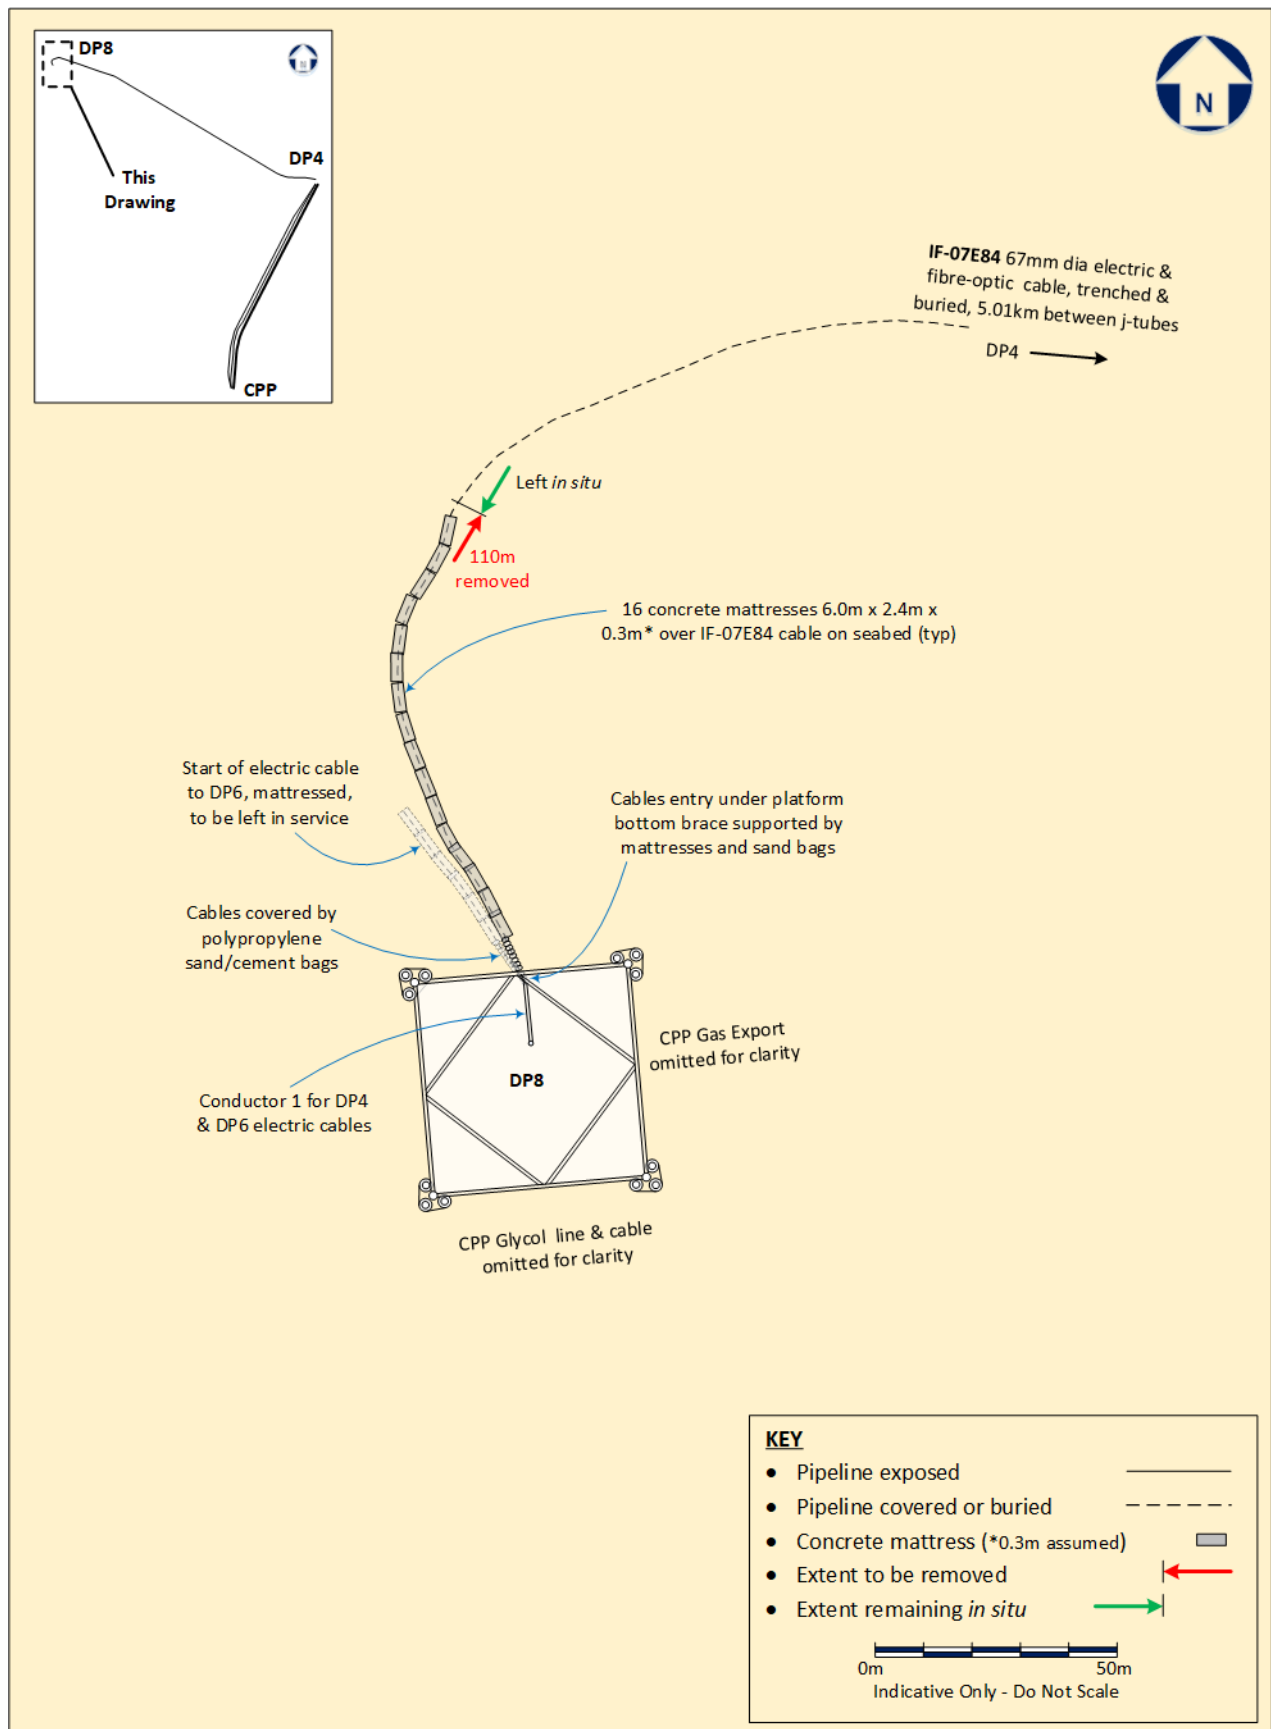 DP8
DP4
This
Drawing
CPP
N
IF-07E84 67mm dia electric &
fibre-optic cable, trenched &
buried, 5.01km between j-tubes
DP4
Left in situ
110m
removed
16 concrete mattresses 6.0m x 2.4m x
0.3m* over IF-07E84 cable on seabed (typ)
Start of electric cable
to DP6, mattressed,
to be left in service
Cables entry under platform
bottom brace supported by
mattresses and sand bags
Cables covered by
polypropylene
sand/cement bags
CPP Gas Export
omitted for clarity
DP8
Conductor 1 for DP4
& DP6 electric cables
CPP Glycol line & cable
omitted for clarity
KEY
• Pipeline exposed
• Pipeline covered or buried
• Concrete mattress (*0.3m assumed)
• Extent to be removed
• Extent remaining in situ
0m 50m
Indicative Only - Do Not Scale